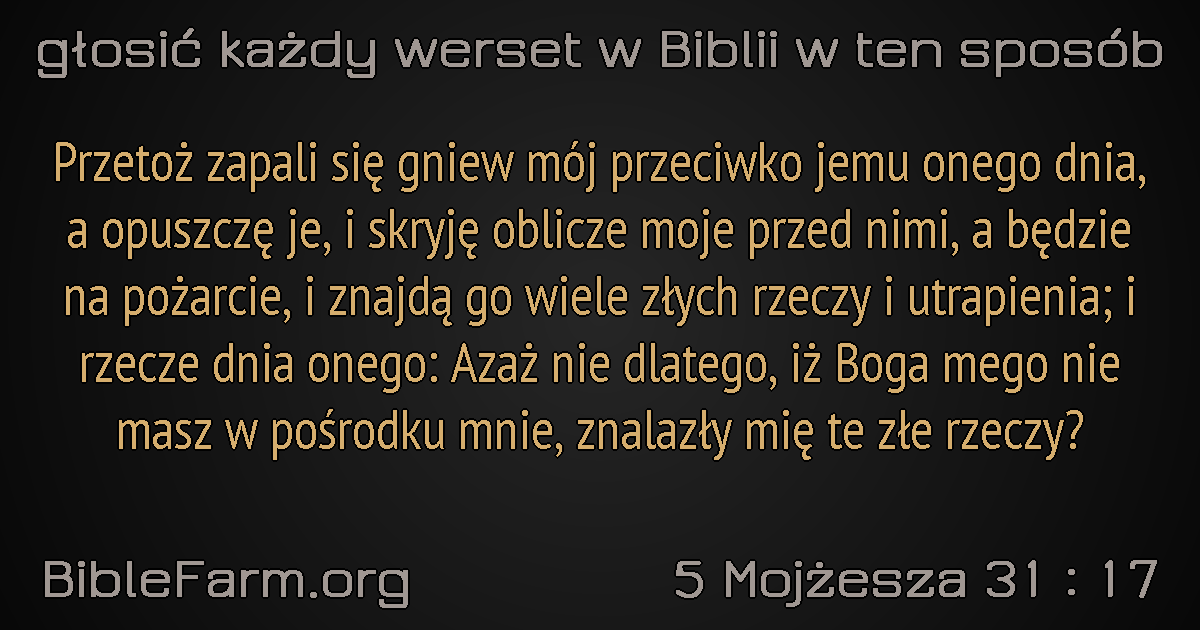 głosić każdy werset w Biblii w ten sposób
Przetoż zapali się gniew mój przeciwko jemu onego dnia,
a opuszczę je, i skryję oblicze moje przed nimi, a będzie
na pożarcie, i znajdą go wiele złych rzeczy i utrapienia; i
rzecze dnia onego: Azaż nie dlatego, iż Boga mego nie
masz w pośrodku mnie, znalazły mię te złe rzeczy?
BibleFarm.org
5 Mojżesza 31 : 17